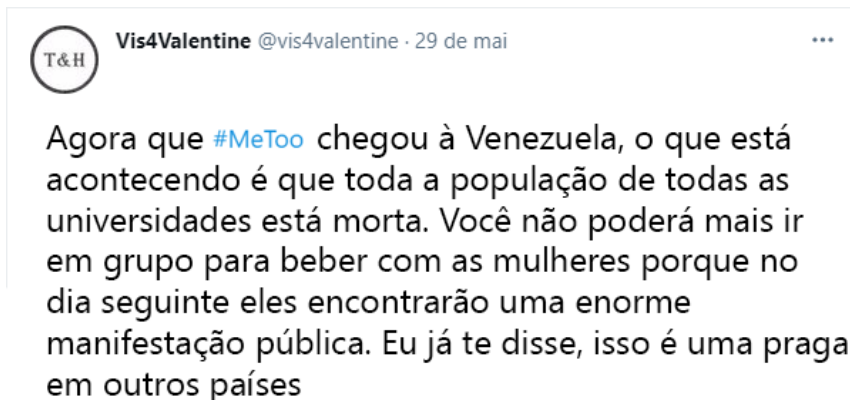 T&H
Vis4Valentine @vis4valentine · 29 de mai
Agora que #MeToo chegou à Venezuela, o que está
acontecendo é que toda a população de todas as
universidades está morta. Você não poderá mais ir
em grupo para beber com as mulheres porque no
dia seguinte eles encontrarão uma enorme
manifestação pública. Eu já te disse, isso é uma praga
em outros países